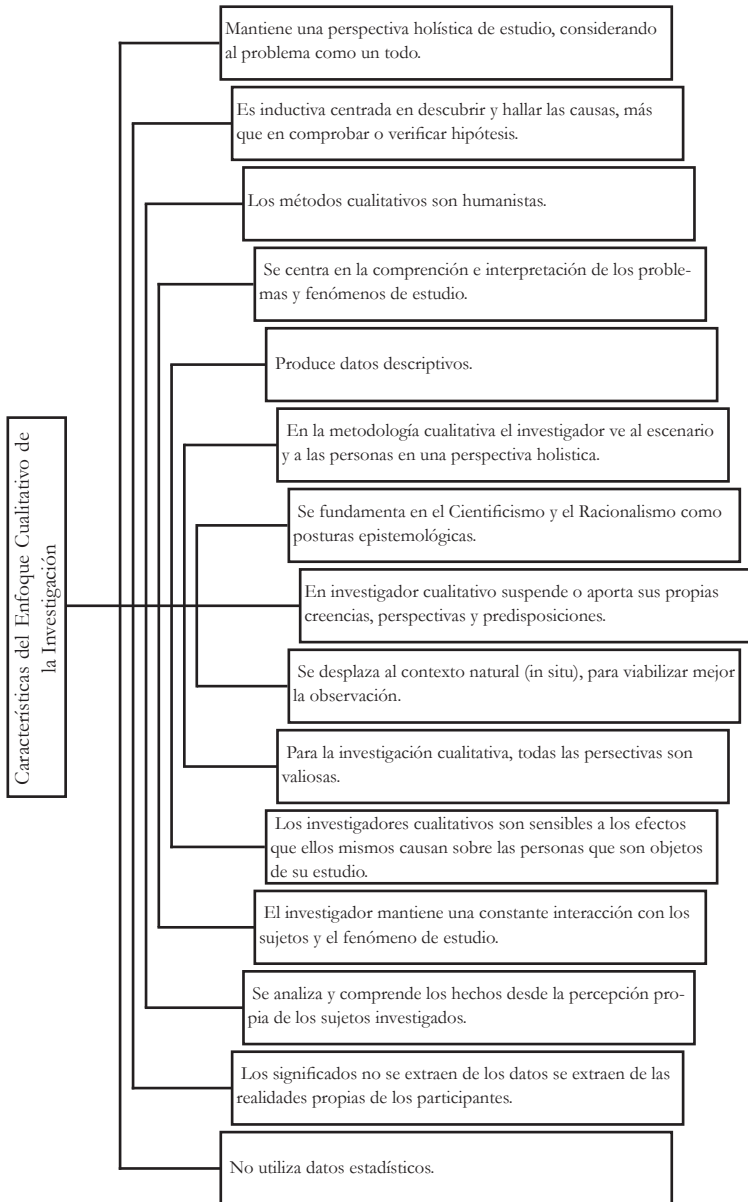 Características del Enfoque Cualitativo de
la Investigación
Mantiene una perspectiva holística de estudio, considerando
al problema como un todo.
Es inductiva centrada en descubrir y hallar las causas, más
que en comprobar o verificar hipótesis.
Los métodos cualitativos son humanistas.
Se centra en la comprención e interpretación de los proble-
mas y fenómenos de estudio.
Produce datos descriptivos.
En la metodología cualitativa el investigador ve al escenario
y a las personas en una perspectiva holistica.
Se fundamenta en el Cientificismo y el Racionalismo como
posturas epistemológicas.
En investigador cualitativo suspende o aporta sus propias
creencias, perspectivas y predisposiciones.
Se desplaza al contexto natural (in situ), para viabilizar mejor
la observación.
Para la investigación cualitativa, todas las persectivas son
valiosas.
Los investigadores cualitativos son sensibles a los efectos
que ellos mismos causan sobre las personas que son objetos
de su estudio.
El investigador mantiene una constante interacción con los
sujetos y el fenómeno de estudio.
Se analiza y comprende los hechos desde la percepción pro-
pia de los sujetos investigados.
Los significados no se extraen de los datos se extraen de las
realidades propias de los participantes.
No utiliza datos estadísticos.